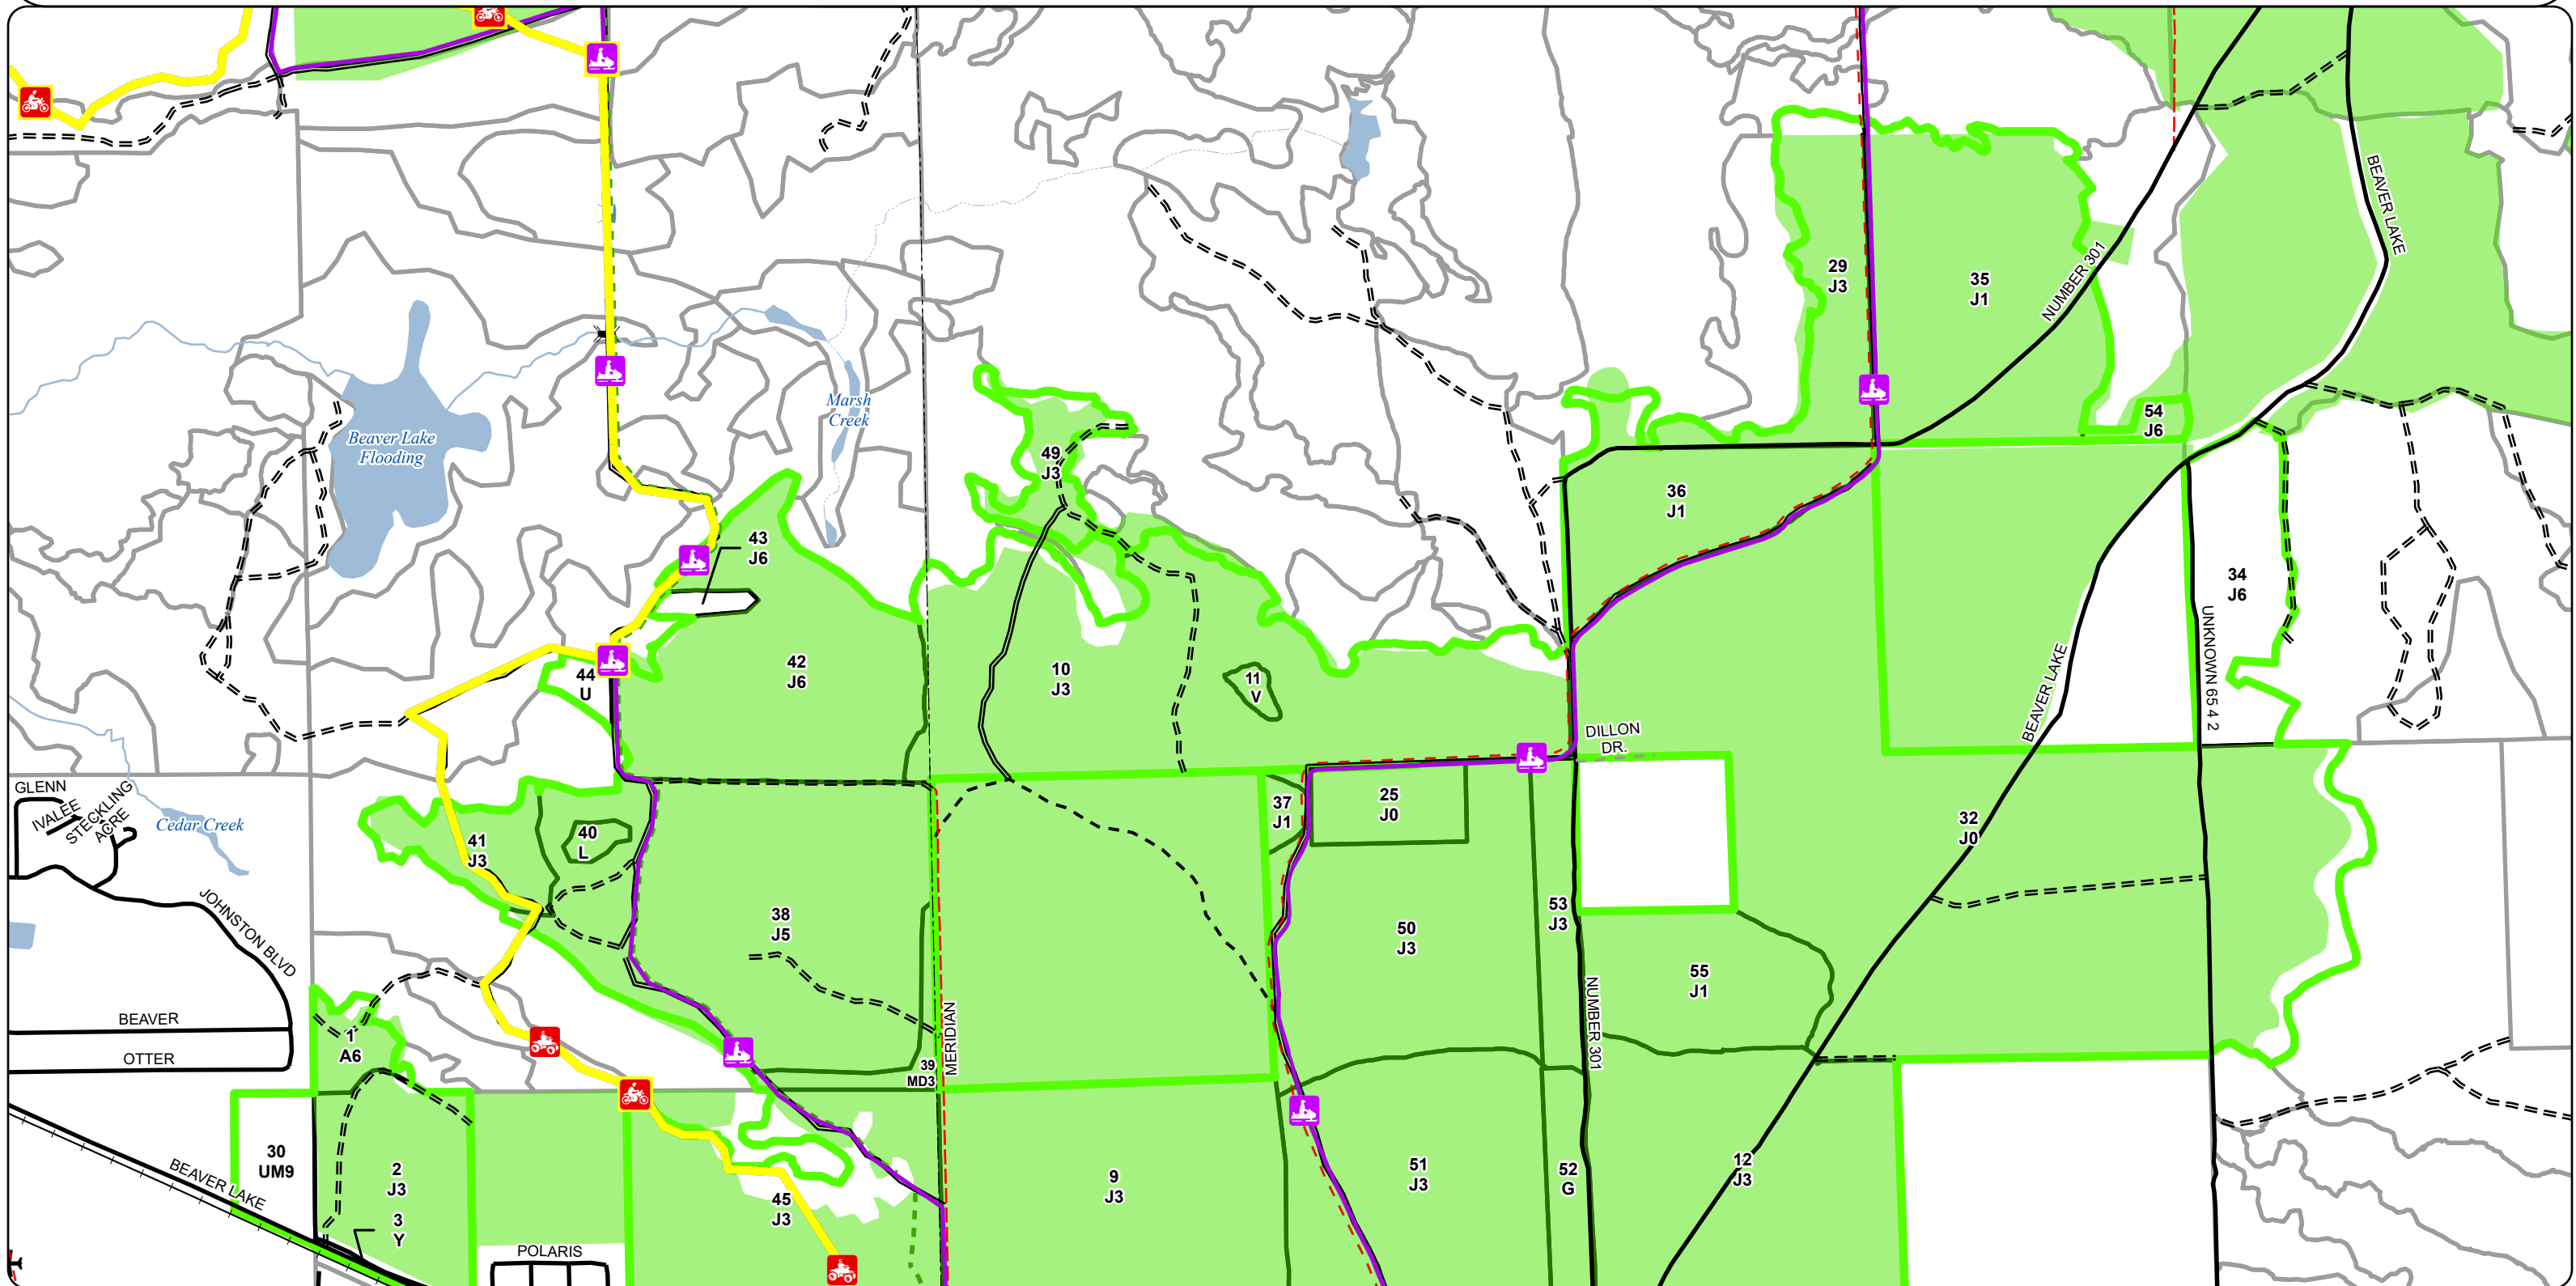 BEAVER LAKE
NUMBER 301
29
J3
35
J1
Marsh
Creek
Beaver Lake
Flooding
54
J6
49
J3
36
J1
43
J6
34
J6
UNKNOWN 65 4 2
BEAVER LAKE
42
J6
10
J3
11
V
44
U
DILLON
DR.
GLENN
IVALEE
STECKLING
ACRE
Cedar Creek
37
J1
25
J0
32
J0
41
J3
40
L
JOHNSTON BLVD
38
J5
50
J3
53
J3
55
J1
NUMBER 301
MERIDIAN
BEAVER
OTTER
1
A6
39
MD3
30
UM9
BEAVER LAKE
2
J3
3
Y
45
J3
9
J3
51
J3
52
G
12
J3
POLARIS